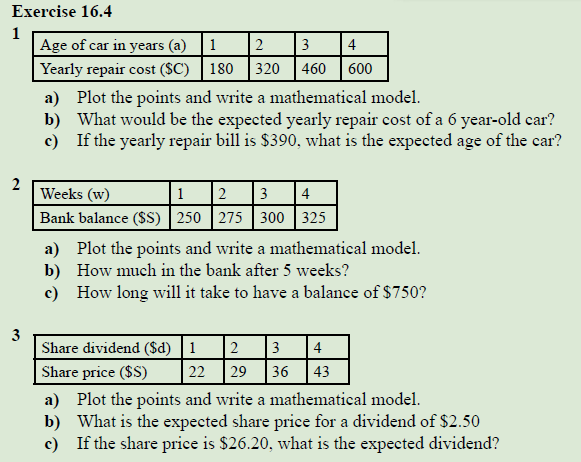 Exercise 16.4
1
Age of car in years (a) 1 2 3 4
Yearly repair cost ($C) 180 320 460 600
a) Plot the points and write a mathematical model.
b) What would be the expected yearly repair cost of a 6 year-old car?
c) If the yearly repair bill is $390, what is the expected age of the car?
2
Weeks (w) 1 2 3 4
Bank balance ($S) 250 275 300 325
a) Plot the points and write a mathematical model.
b) How much in the bank after 5 weeks?
c) How long will it take to have a balance of $750?
3
Share dividend ($d) 1 2 3 4
Share price ($S) 22 29 36 43
a) Plot the points and write a mathematical model.
b) What is the expected share price for a dividend of $2.50
c) If the share price is $26.20, what is the expected dividend?